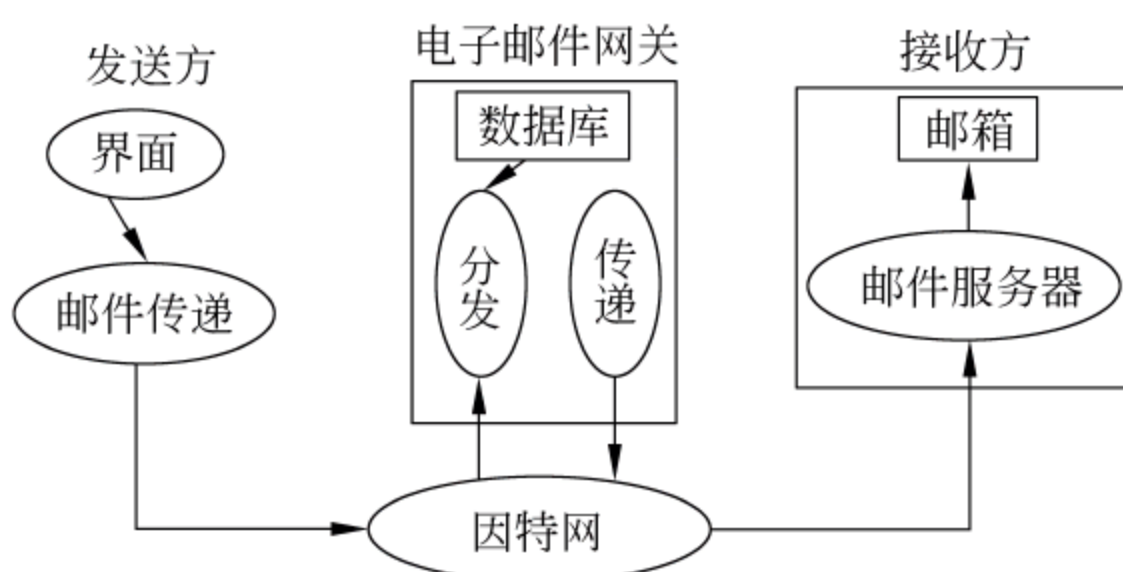 发送方
电子邮件网关
接收方
界面
数据库
邮箱
邮件传递
分发
传递
邮件服务器
因特网